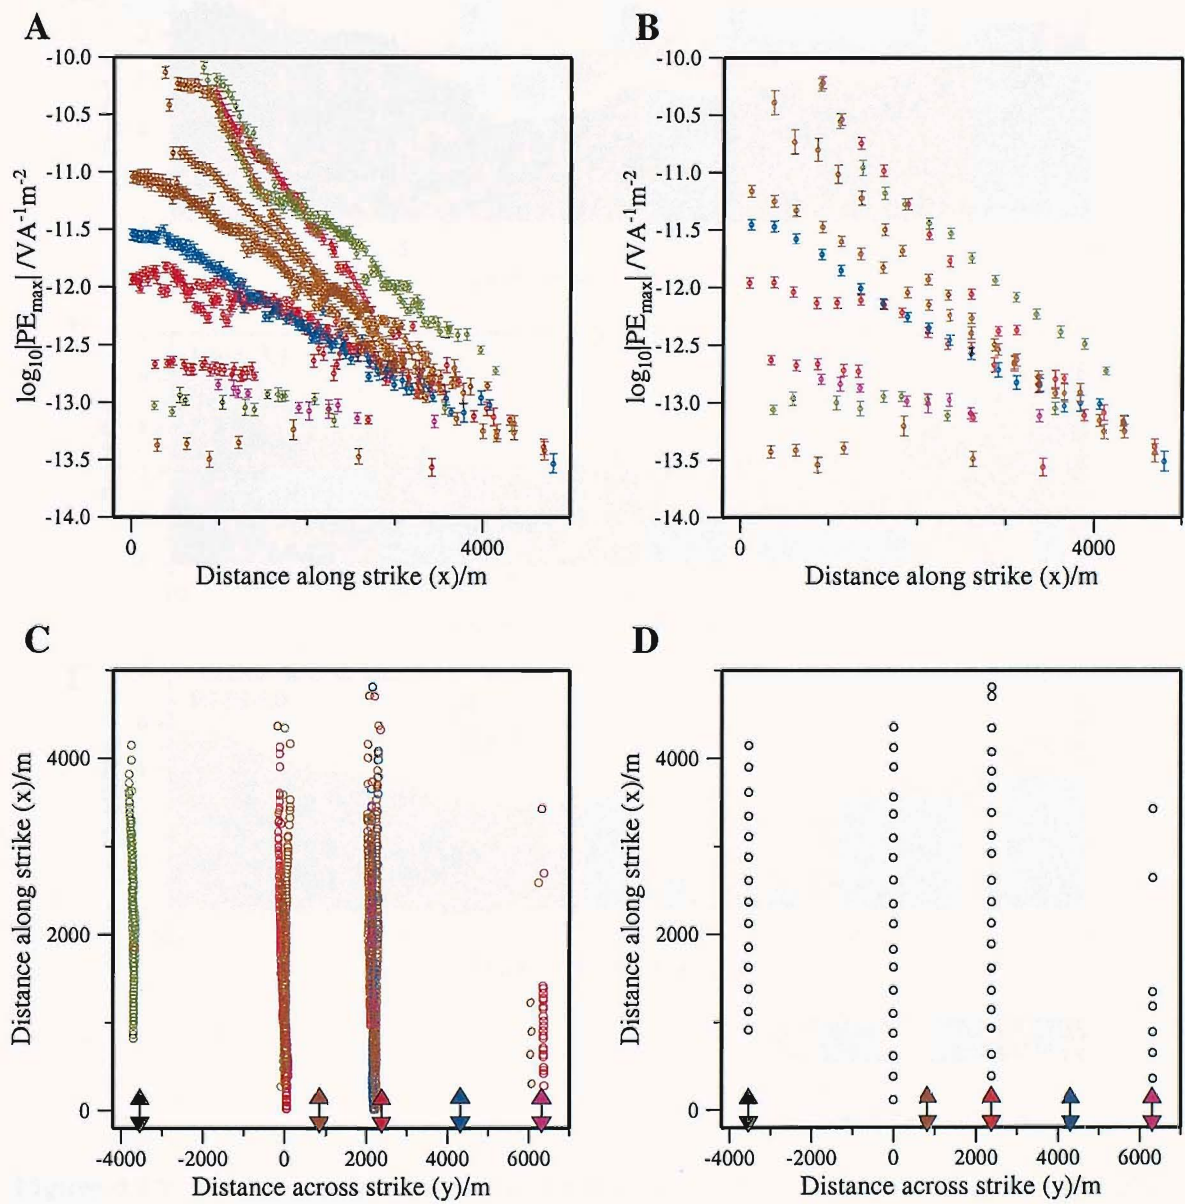 A
B
-10.0
-10.5
-11.0
-11.5
-12.0
-12.5
-13.0
-13.5
-14.0
log10|PEmax| /VA-1m-2
0
4000
Distance along strike (x)/m
-10.0
-10.5
-11.0
-11.5
-12.0
-12.5
-13.0
-13.5
-14.0
log10|PEmax| /VA-1m-2
0
4000
Distance along strike (x)/m
C
D
4000
2000
0
Distance along strike (x)/m
-4000 -2000 0 2000 4000 6000
Distance across strike (y)/m
4000
2000
0
Distance along strike (x)/m
-4000 -2000 0 2000 4000 6000
Distance across strike (y)/m